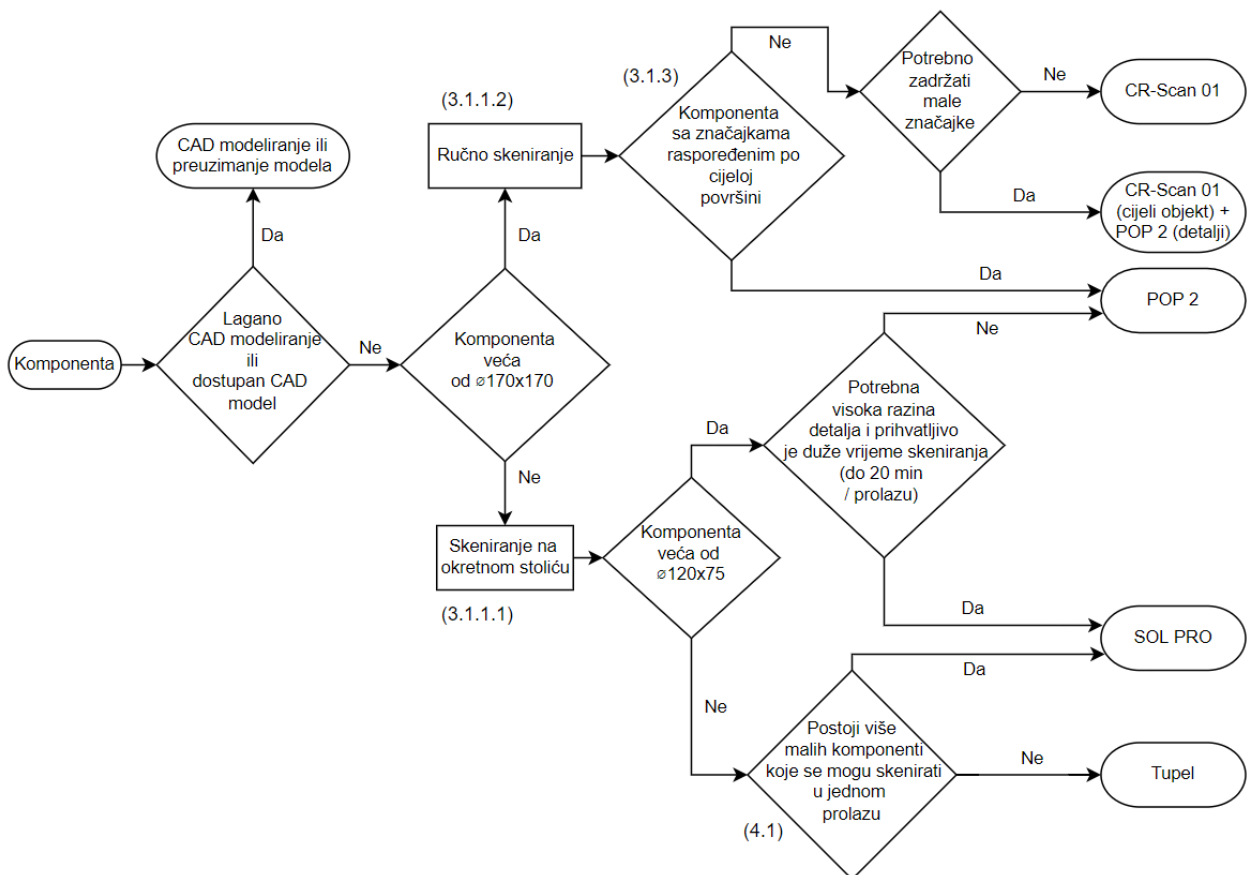 Komponenta
Lagano
CAD modeliranje
ili
dostupan CAD
model
Da
CAD modeliranje ili
preuzimanje modela
Ne
Komponenta
veća
od ⌀170x170
Da
(3.1.1.2)
Ručno skeniranje
(3.1.3)
Komponenta
sa značajkama
raspoređenim po
cijeloj
površini
Ne
Potrebno
zadržati
male
značajke
Ne
CR-Scan 01
Da
CR-Scan 01
(cijeli objekt) +
POP 2 (detalji)
Da
POP 2
Ne
Skeniranje na
okretnom stoliću
(3.1.1.1)
Komponenta
veća od
⌀120x75
Da
Potrebna
visoka razina
detalja i prihvatljivo
je duže vrijeme skeniranja
(do 20 min
/ prolazu)
Ne
Da
SOL PRO
Ne
Postoji više
malih komponenti
koje se mogu skenirati
u jednom
prolazu
(4.1)
Da
Ne
Tupel